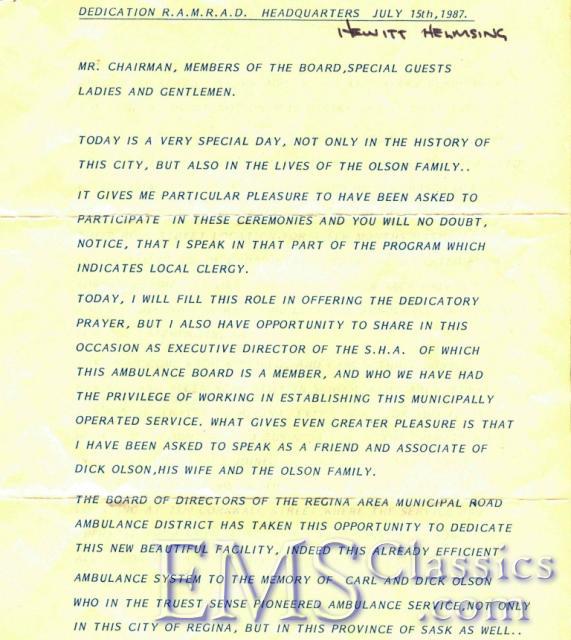 DEDICATION R.A.M.R.A.D. HEADQUARTERS JULY 15th,1987.
HEWITT HELMSING
MR. CHAIRMAN, MEMBERS OF THE BOARD,SPECIAL GUESTS
LADIES AND GENTLEMEN.
TODAY IS A VERY SPECIAL DAY, NOT ONLY IN THE HISTORY OF
THIS CITY, BUT ALSO IN THE LIVES OF THE OLSON FAMILY..
IT GIVES ME PARTICULAR PLEASURE TO HAVE BEEN ASKED TO
PARTICIPATE IN THESE CEREMONIES AND YOU WILL NO DOUBT,
NOTICE, THAT I SPEAK IN THAT PART OF THE PROGRAM WHICH
INDICATES LOCAL CLERGY.
TODAY, I WILL FILL THIS ROLE IN OFFERING THE DEDICATORY
PRAYER, BUT I ALSO HAVE OPPORTUNITY TO SHARE IN THIS
OCCASION AS EXECUTIVE DIRECTOR OF THE S.H.A. OF WHICH
THIS AMBULANCE BOARD IS A MEMBER, AND WHO WE HAVE HAD
THE PRIVILEGE OF WORKING IN ESTABLISHING THIS MUNICIPALLY
OPERATED SERVICE. WHAT GIVES EVEN GREATER PLEASURE IS THAT
I HAVE BEEN ASKED TO SPEAK AS A FRIEND AND ASSOCIATE OF
DICK OLSON,HIS WIFE AND THE OLSON FAMILY.
THE BOARD OF DIRECTORS OF THE REGINA AREA MUNICIPAL ROAD
AMBULANCE DISTRICT HAS TAKEN THIS OPPORTUNITY TO DEDICATE
THIS NEW BEAUTIFUL FACILITY, INDEED THIS ALREADY EFFICIENT
AMBULANCE SYSTEM TO THE MEMORY OF CARL AND DICK OLSON
WHO IN THE TRUEST SENSE PIONEERED AMBULANCE SERVICE,NOT ONLY
IN THIS CITY OF REGINA, BUT IN THIS PROVINCE OF SASK AS WELL..
EMSClassics
.com